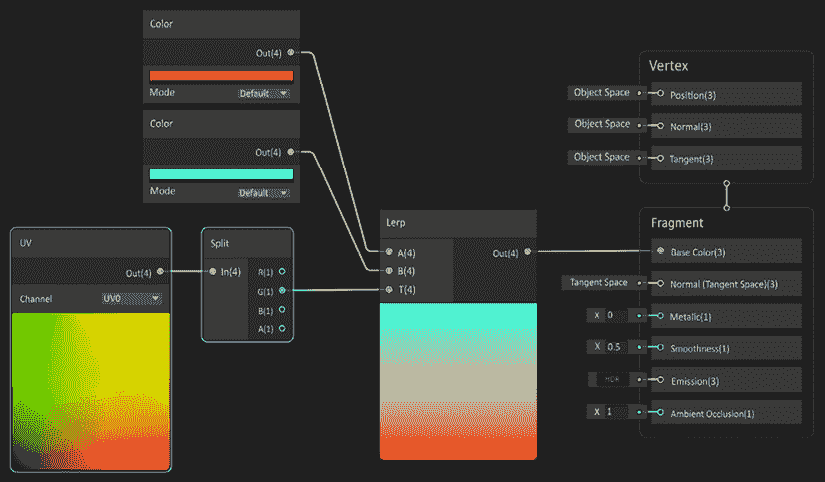 Color
Out(4)
Mode Default
Color
Out(4)
Mode Default
UV
Out(4)
Channel UV0
Split
In(4)
R(1)
G(1)
B(1)
A(1)
Lerp
A(4) Out(4)
B(4)
T(4)
Vertex
Object Space Position(3)
Object Space Normal(3)
Object Space Tangent(3)
Fragment
Base Color(3)
Tangent Space Normal (Tangent Space)(3)
X 0 Metalic(1)
X 0.5 Smoothness(1)
HDR Emission(3)
X 1 Ambient Occlusion(1)